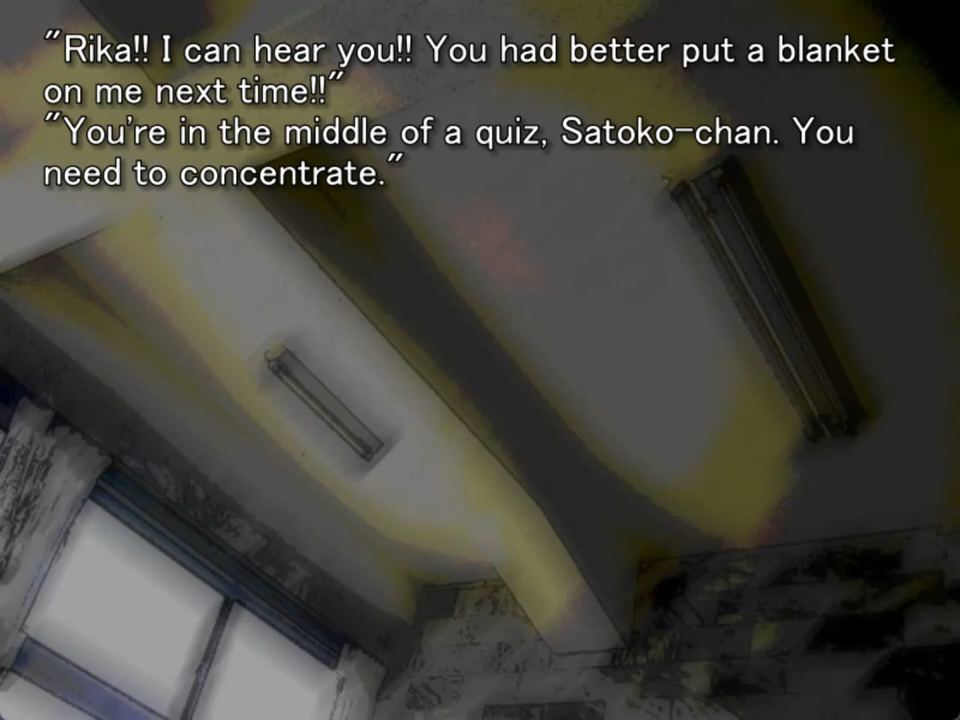 "Rika!! I can hear you!! You had better put a blanket
on me next time!!"
"You're in the middle of a quiz, Satoko-chan. You
need to concentrate."